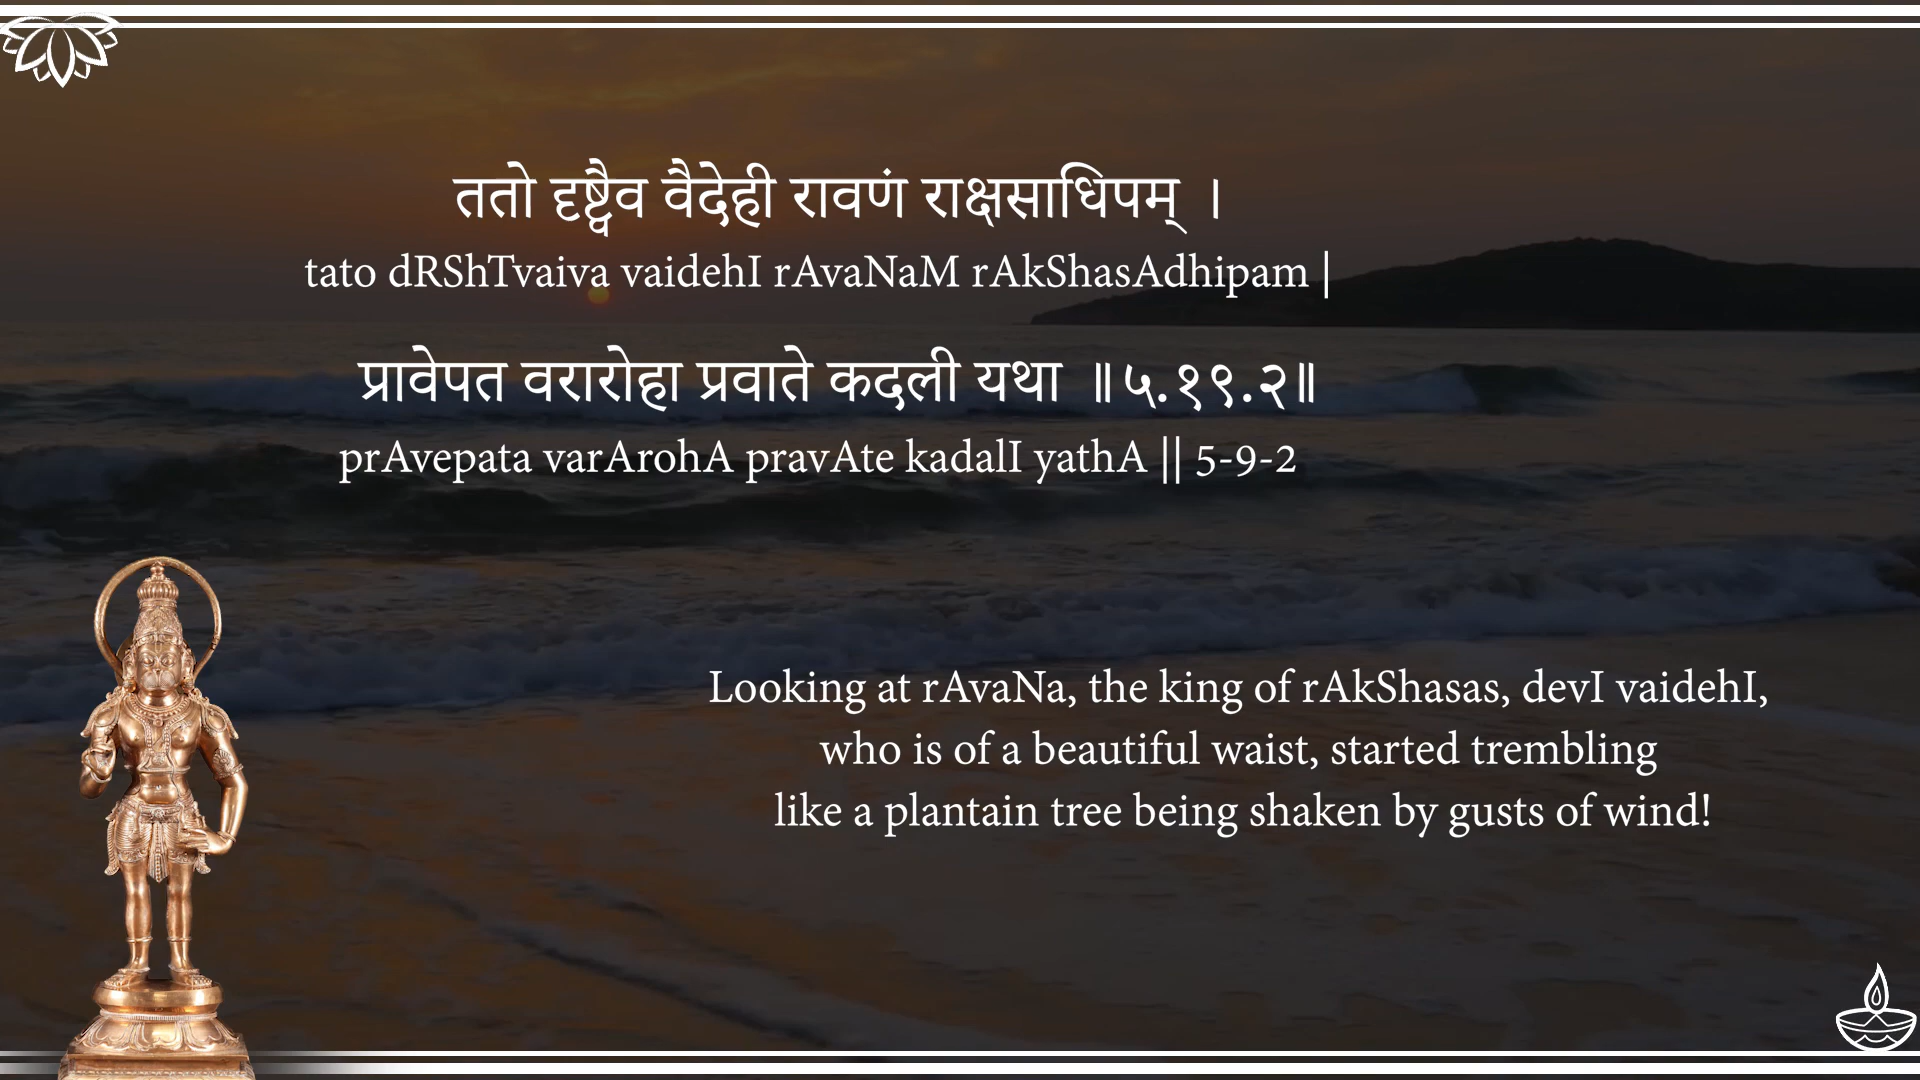 ततो दृष्ट्वैव वैदेही रावणं राक्षसाधिपम् ।
tato dRShTvaiva vaidehI rAvaNaM rAkShasAdhipam |
प्रावेपत वरारोहा प्रवाते कदली यथा ॥५.१९.२॥
prAvepata varArohA pravAte kadalI yathA || 5-9-2
Looking at rAvaNa, the king of rAkShasas, devI vaidehI,
who is of a beautiful waist, started trembling
like a plantain tree being shaken by gusts of wind!